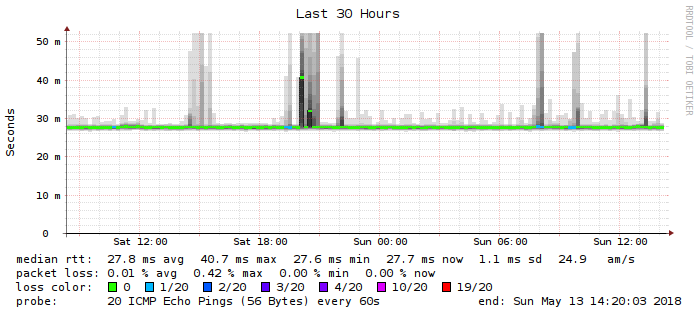 Last 30 Hours
RRDTOOL / TOBI OETIKER
Seconds
50 m
40 m
30 m
20 m
10 m
0
Sat 12:00 Sat 18:00 Sun 00:00 Sun 06:00 Sun 12:00
median rtt: 27.8 ms avg 40.7 ms max 27.6 ms min 27.7 ms now 1.1 ms sd 24.9 am/s
packet loss: 0.01 % avg 0.42 % max 0.00 % min 0.00 % now
loss color: 0 1/20 2/20 3/20 4/20 10/20 19/20
probe: 20 ICMP Echo Pings (56 Bytes) every 60s end: Sun May 13 14:20:03 2018